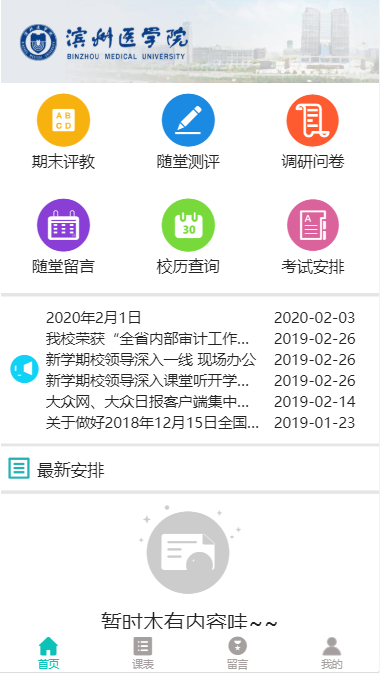 滨州医学院
BINZHOU MEDICAL UNIVERSITY
期末评教
随堂测评
调研问卷
随堂留言
校历查询
考试安排
2020年2月1日 2020-02-03
我校荣获“全省内部审计工作... 2019-02-26
新学期校领导深入一线 现场办公 2019-02-26
新学期校领导深入课堂听开学... 2019-02-26
大众网、大众日报客户端集中... 2019-02-14
关于做好2018年12月15日全国... 2019-01-23
最新安排
暂时木有内容哇~~
首页
课表
留言
我的